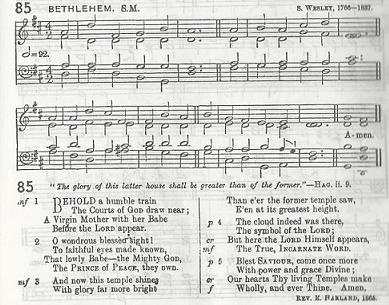 85 BETHLEHEM. S.M. S. WESLEY, 1766—1837.
=92.
A-men.
85
"The glory of this latter house shall be greater than of the former."—HAG. ii. 9.
mf 1 BEHOLD a humble train
The Courts of GOD draw near;
A Virgin Mother with her Babe
Before the LORD appear.
2 O wondrous blessèd sight!
To faithful eyes made known,
That lowly Babe—the Mighty GOD,
The PRINCE OF PEACE, they own.
mf 3 And now this temple shines
With glory far more bright
Than e'er the former temple saw,
E'en at its greatest height.
p 4 The cloud indeed was there,
The symbol of the LORD;
cr But here the LORD Himself appears,
mf The True, INCARNATE WORD.
p 5 Blest SAVIOUR, come once more
With power and grace Divine;
cr Our hearts Thy living Temples make
f Wholly, and ever Thine. Amen.
REV. E. HARLAND, 1863.